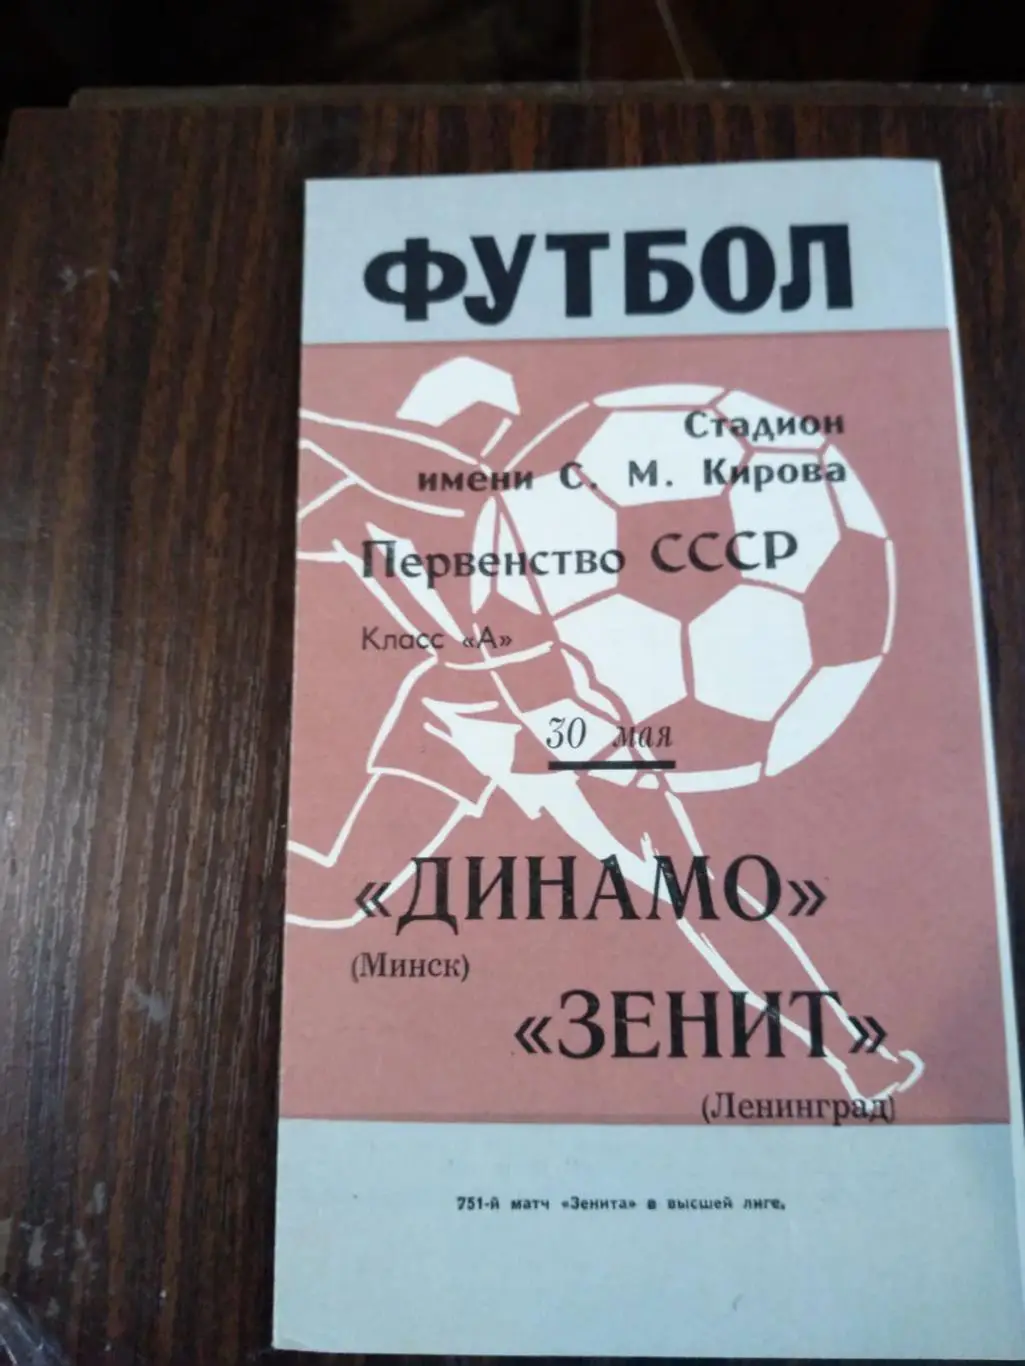 ФУТБОЛ
Стадион
имени С. М. Кирова
Первенство СССР
Класс «А»
30 мая
«ДИНАМО»
(Минск)
«ЗЕНИТ»
(Ленинград)
751-й матч «Зенита» в высшей лиге.